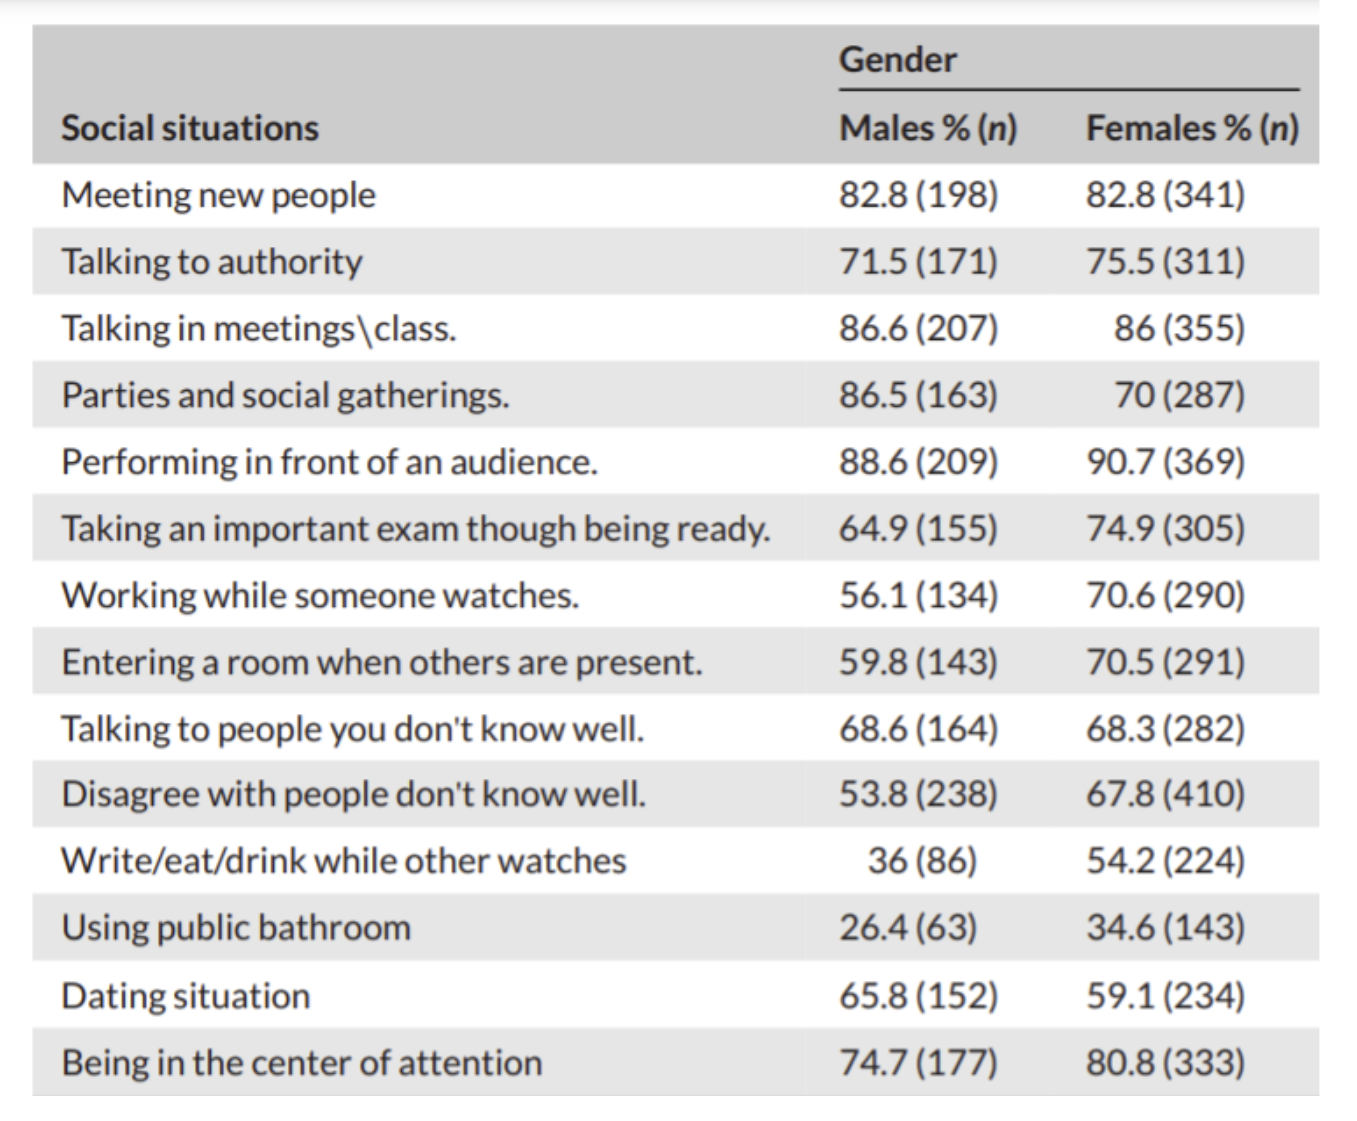 Gender
Social situations Males % (n) Females % (n)
Meeting new people 82.8 (198) 82.8 (341)
Talking to authority 71.5 (171) 75.5 (311)
Talking in meetings\class. 86.6 (207) 86 (355)
Parties and social gatherings. 86.5 (163) 70 (287)
Performing in front of an audience. 88.6 (209) 90.7 (369)
Taking an important exam though being ready. 64.9 (155) 74.9 (305)
Working while someone watches. 56.1 (134) 70.6 (290)
Entering a room when others are present. 59.8 (143) 70.5 (291)
Talking to people you don't know well. 68.6 (164) 68.3 (282)
Disagree with people don't know well. 53.8 (238) 67.8 (410)
Write/eat/drink while other watches 36 (86) 54.2 (224)
Using public bathroom 26.4 (63) 34.6 (143)
Dating situation 65.8 (152) 59.1 (234)
Being in the center of attention 74.7 (177) 80.8 (333)